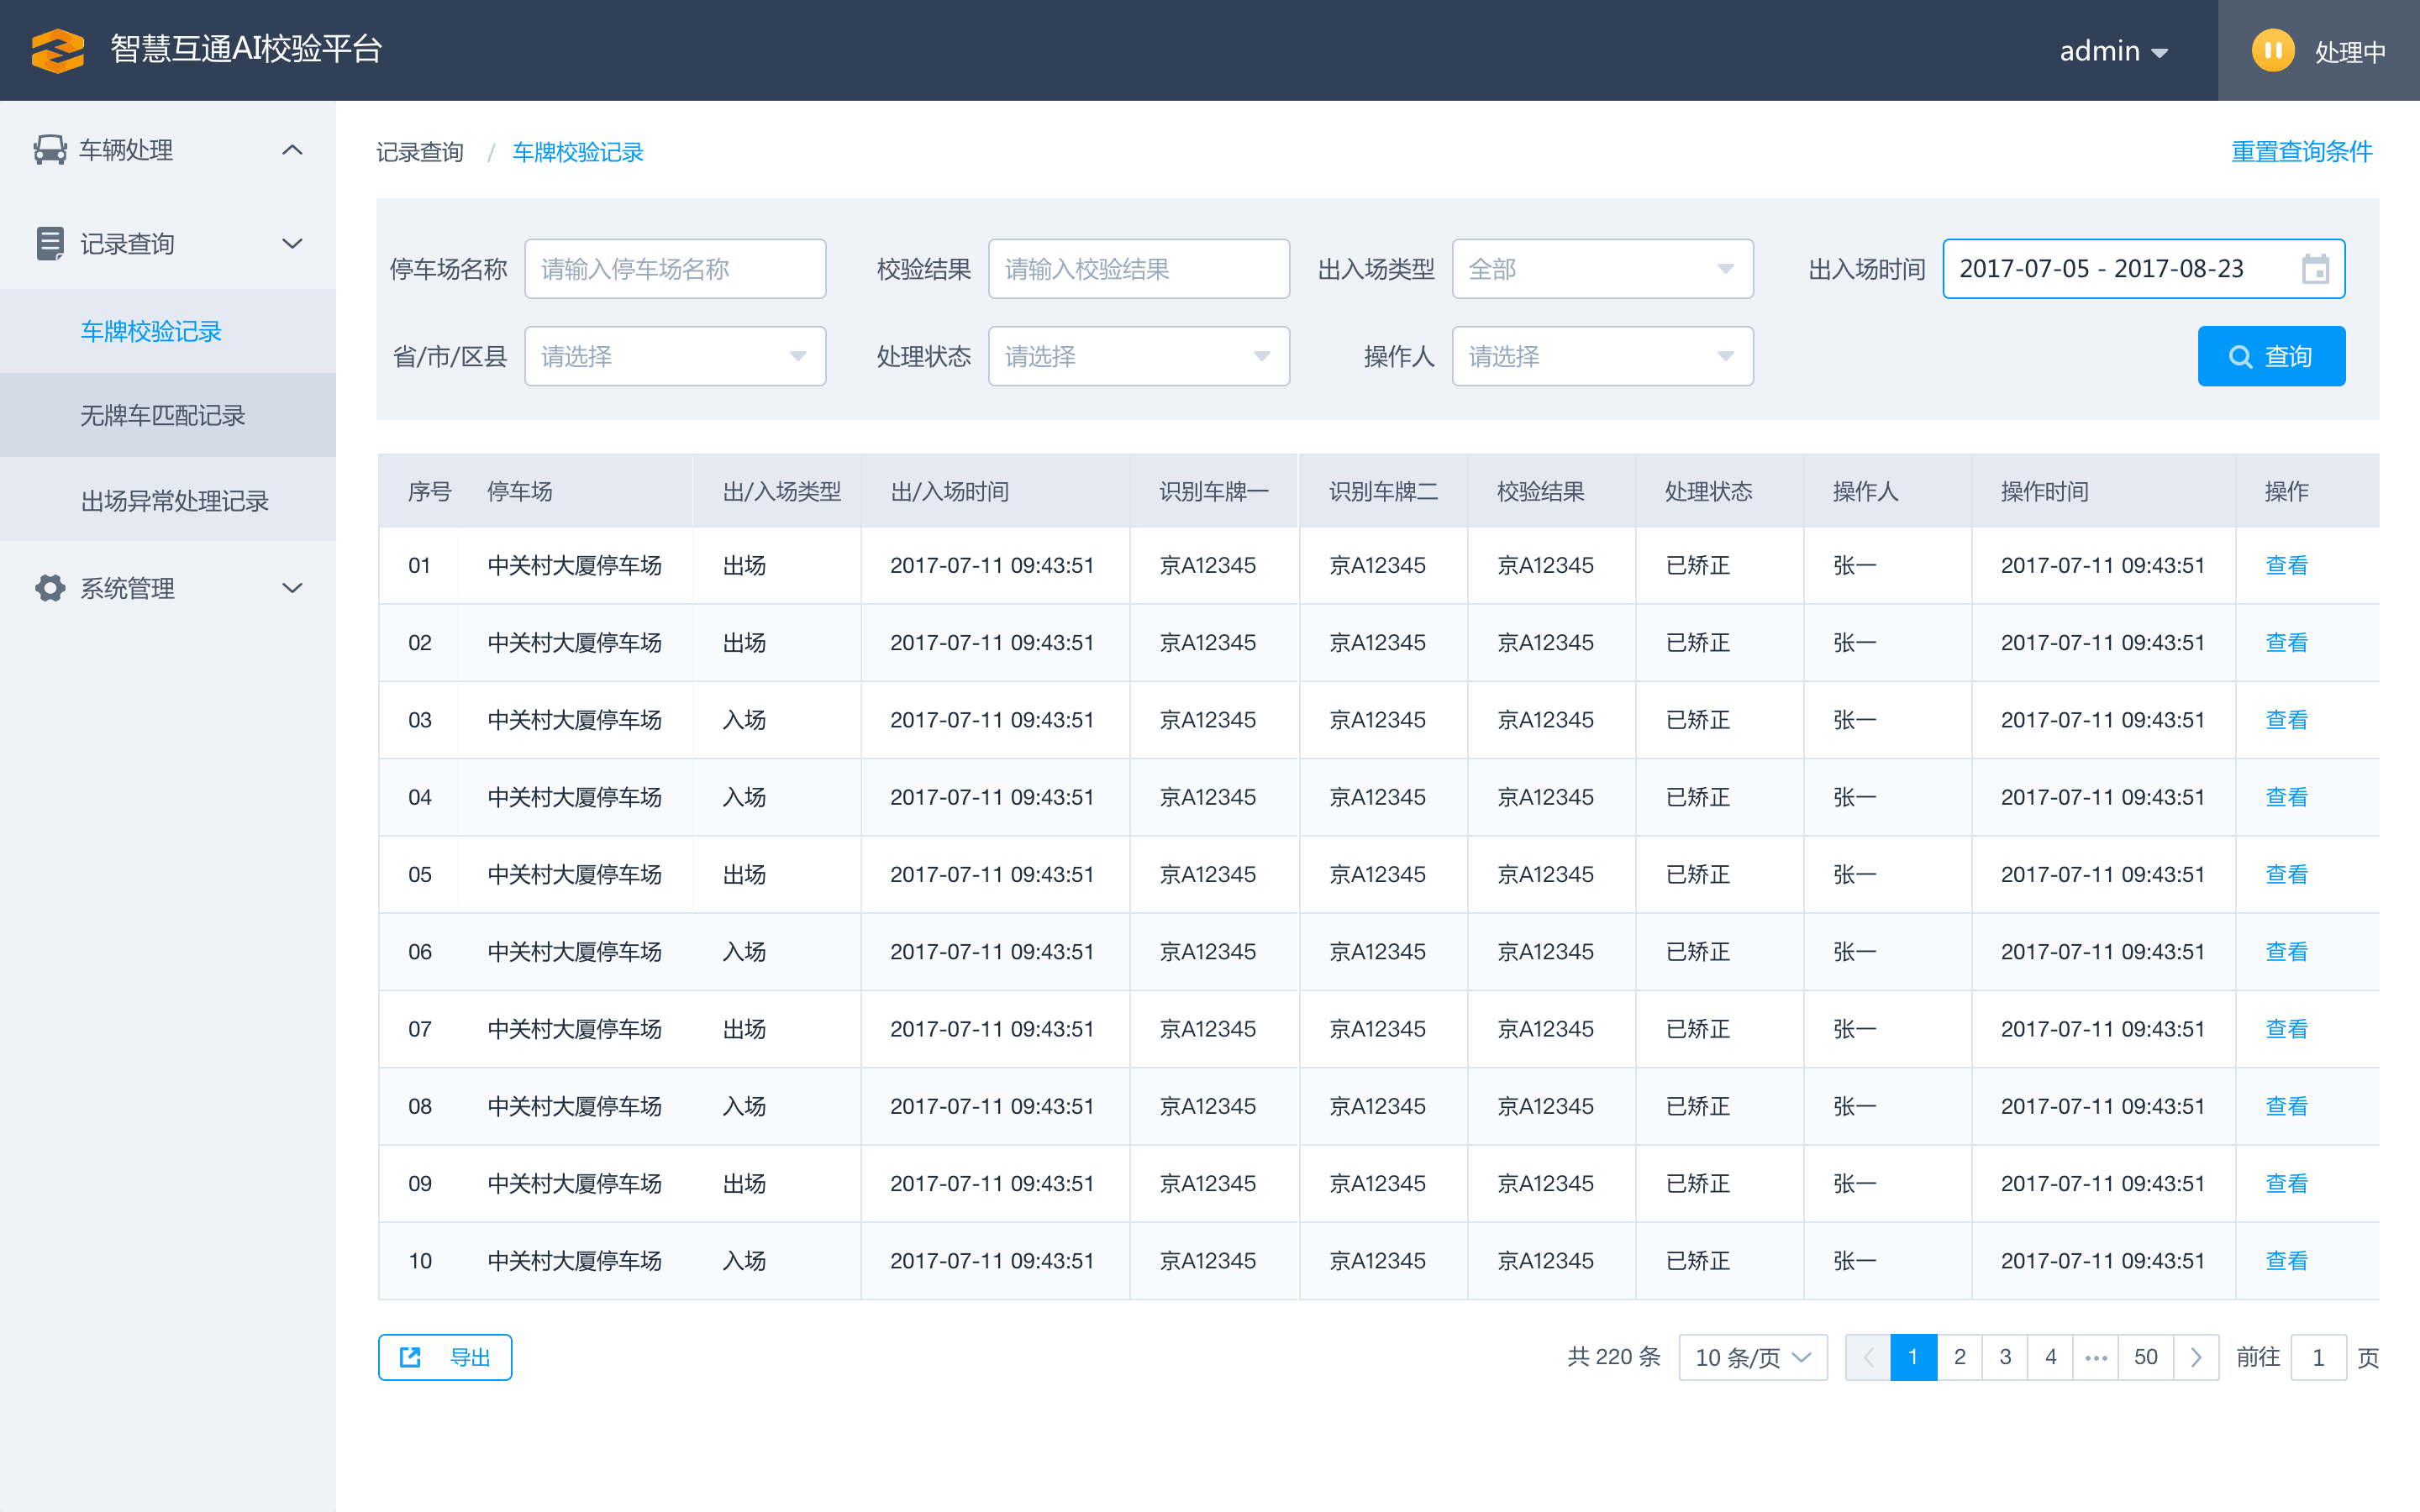 智慧互通AI校验平台
admin
处理中
车辆处理
记录查询
车牌校验记录
无牌车匹配记录
出场异常处理记录
系统管理
记录查询 / 车牌校验记录
重置查询条件
停车场名称 请输入停车场名称 校验结果 请输入校验结果 出入场类型 全部 出入场时间 2017-07-05 - 2017-08-23
省/市/区县 请选择 处理状态 请选择 操作人 请选择 查询
序号 停车场 出/入场类型 出/入场时间 识别车牌一 识别车牌二 校验结果 处理状态 操作人 操作时间 操作
01 中关村大厦停车场 出场 2017-07-11 09:43:51 京A12345 京A12345 京A12345 已矫正 张一 2017-07-11 09:43:51 查看
02 中关村大厦停车场 出场 2017-07-11 09:43:51 京A12345 京A12345 京A12345 已矫正 张一 2017-07-11 09:43:51 查看
03 中关村大厦停车场 入场 2017-07-11 09:43:51 京A12345 京A12345 京A12345 已矫正 张一 2017-07-11 09:43:51 查看
04 中关村大厦停车场 入场 2017-07-11 09:43:51 京A12345 京A12345 京A12345 已矫正 张一 2017-07-11 09:43:51 查看
05 中关村大厦停车场 出场 2017-07-11 09:43:51 京A12345 京A12345 京A12345 已矫正 张一 2017-07-11 09:43:51 查看
06 中关村大厦停车场 入场 2017-07-11 09:43:51 京A12345 京A12345 京A12345 已矫正 张一 2017-07-11 09:43:51 查看
07 中关村大厦停车场 出场 2017-07-11 09:43:51 京A12345 京A12345 京A12345 已矫正 张一 2017-07-11 09:43:51 查看
08 中关村大厦停车场 入场 2017-07-11 09:43:51 京A12345 京A12345 京A12345 已矫正 张一 2017-07-11 09:43:51 查看
09 中关村大厦停车场 出场 2017-07-11 09:43:51 京A12345 京A12345 京A12345 已矫正 张一 2017-07-11 09:43:51 查看
10 中关村大厦停车场 入场 2017-07-11 09:43:51 京A12345 京A12345 京A12345 已矫正 张一 2017-07-11 09:43:51 查看
导出 共 220 条 10 条/页 1 2 3 4 ••• 50 前往 1 页